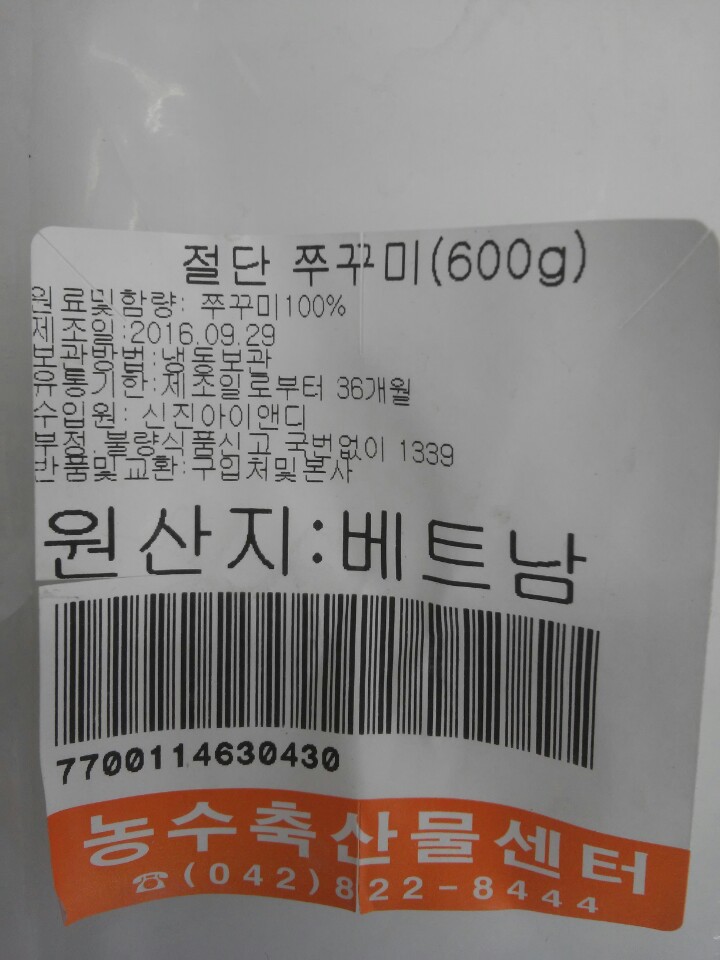 절단 쭈꾸미(600g)
원료및함량: 쭈꾸미100%
제조일:2016.09.29
보관방법:냉동보관
유통기한:제조일로부터 36개월
수입원: 신진아이앤디
부정.불량식품신고 국번없이 1339
반품및교환:구입처및본사
원산지:베트남
7700114630430
농수축산물센터
☎(042)822-8444